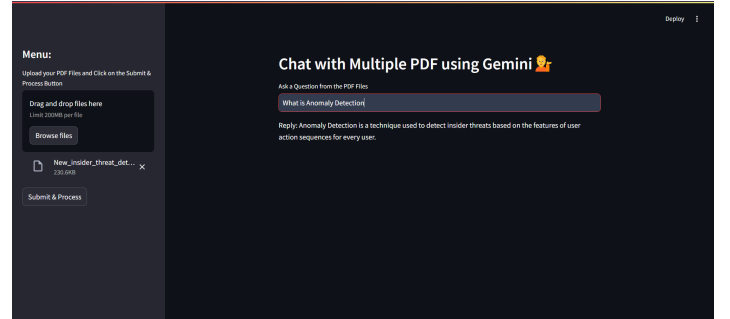 Deploy
Menu:
Upload your PDF Files and Click on the Submit &
Process Button
Drag and drop files here
Limit 200MB per file
Browse files
New_insider_threat_det...
230.6KB
Submit & Process
Chat with Multiple PDF using Gemini 💁
Ask a Question from the PDF Files
What is Anomaly Detection
Reply: Anomaly Detection is a technique used to detect insider threats based on the features of user
action sequences for every user.